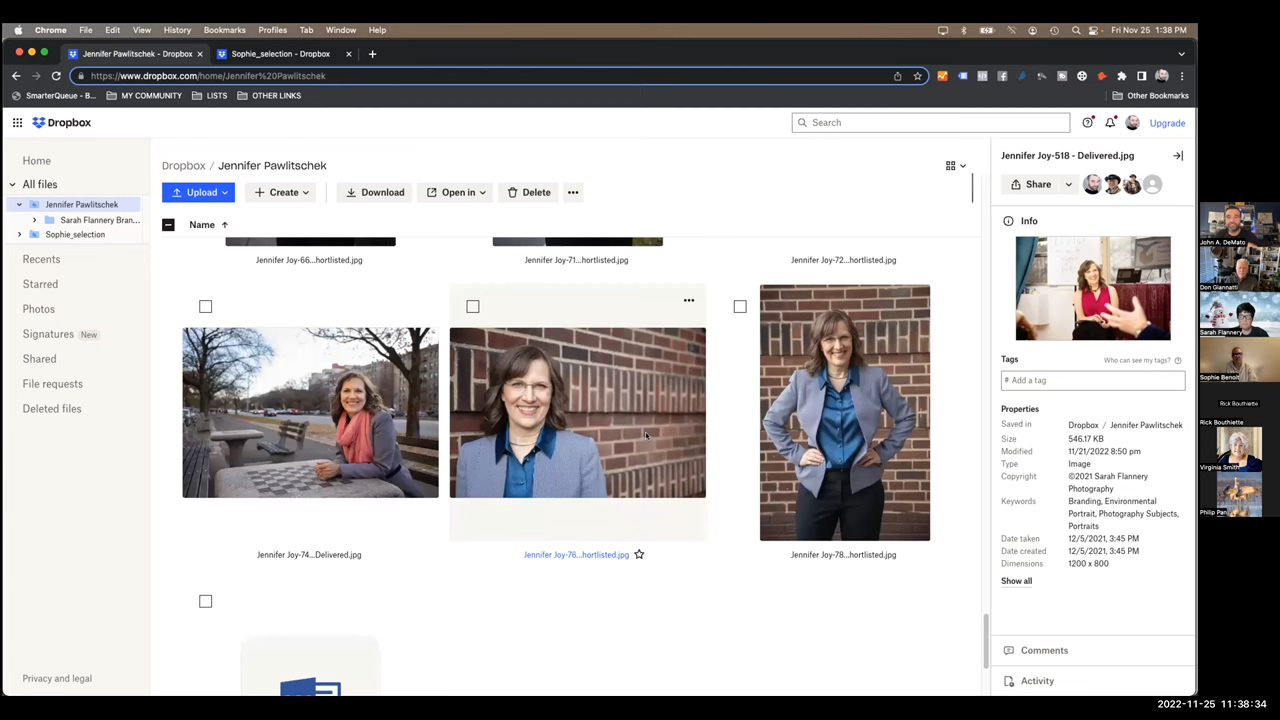 Chrome File Edit View History Bookmarks Profiles Tab Window Help Fri Nov 25 1:38 PM
Jennifer Pawlitschek - Dropbox Sophie_selection - Dropbox
https://www.dropbox.com/home/Jennifer%20Pawlitschek
SmarterQueue - B... MY COMMUNITY LISTS OTHER LINKS Other Bookmarks
Dropbox Search Upgrade
Home
All files
Jennifer Pawlitschek
Sarah Flannery Bran...
Sophie_selection
Recents
Starred
Photos
Signatures New
Shared
File requests
Deleted files
Privacy and legal
Dropbox / Jennifer Pawlitschek
Upload Create Download Open in Delete
Name
Jennifer Joy-66...hortlisted.jpg Jennifer Joy-71...hortlisted.jpg Jennifer Joy-72...hortlisted.jpg
Jennifer Joy-74...Delivered.jpg Jennifer Joy-76...hortlisted.jpg Jennifer Joy-78...hortlisted.jpg
Jennifer Joy-518 - Delivered.jpg
Share
Info
Tags Who can see my tags?
# Add a tag
Properties
Saved in Dropbox / Jennifer Pawlitschek
Size 546.17 KB
Modified 11/21/2022 8:50 pm
Type Image
Copyright ©2021 Sarah Flannery
Photography
Keywords Branding, Environmental
Portrait, Photography Subjects,
Portraits
Date taken 12/5/2021, 3:45 PM
Date created 12/5/2021, 3:45 PM
Dimensions 1200 x 800
Show all
Comments
Activity
John A. DeMato
Don Giannatti
Sarah Flannery
Sophie Benoit
Rick Bouthiette
Rick Bouthiette
Virginia Smith
Philip Pan
2022-11-25 11:38:34